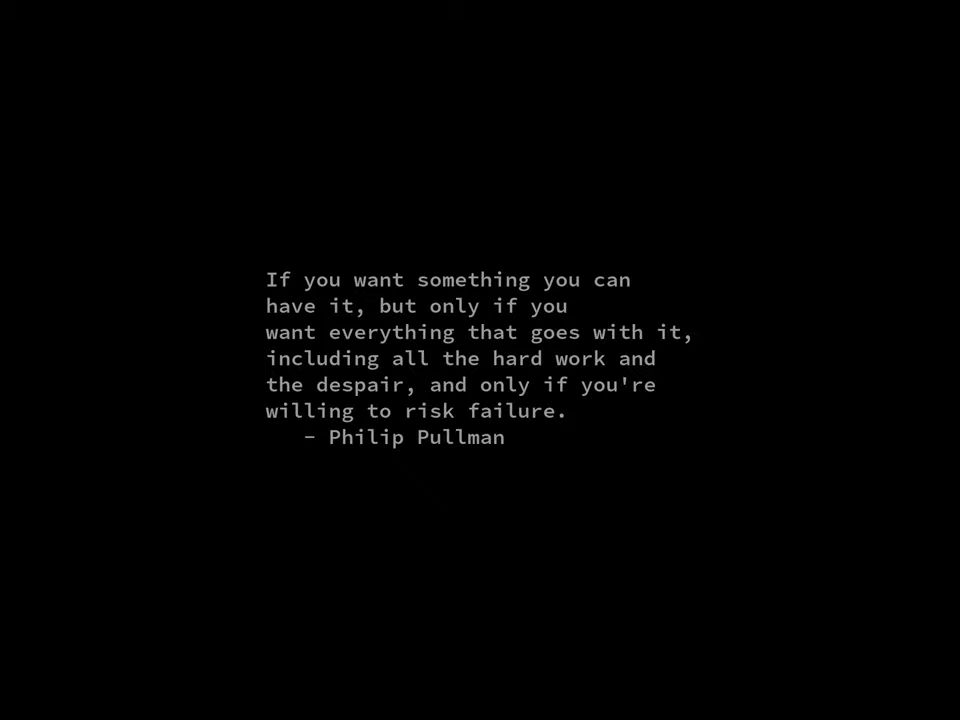 If you want something you can
have it, but only if you
want everything that goes with it,
including all the hard work and
the despair, and only if you're
willing to risk failure.
– Philip Pullman